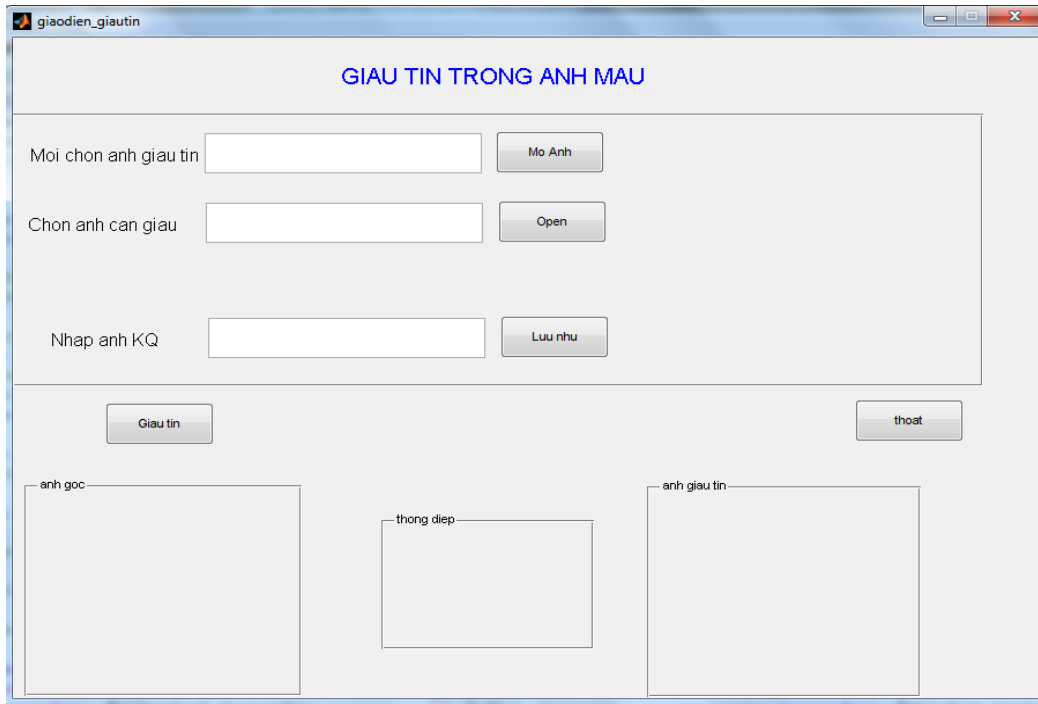 giaodien_giautin
GIAU TIN TRONG ANH MAU
Moi chon anh giau tin
Mo Anh
Chon anh can giau
Open
Nhap anh KQ
Luu nhu
Giau tin
thoat
anh goc
thong diep
anh giau tin